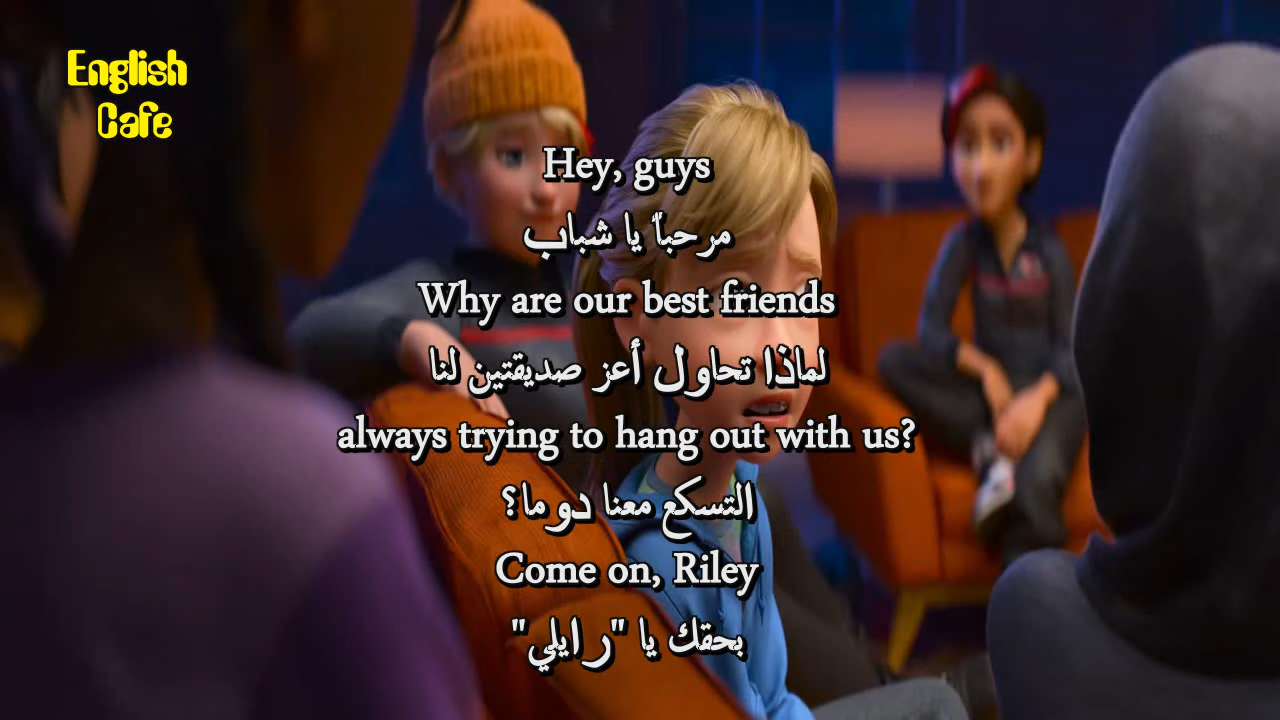 English
Cafe
Hey, guys
مرحباً يا شباب
Why are our best friends
لماذا تحاول أعز صديقتين لنا
always trying to hang out with us?
التسكع معنا دوما؟
Come on, Riley
بحقك يا "رايلي"